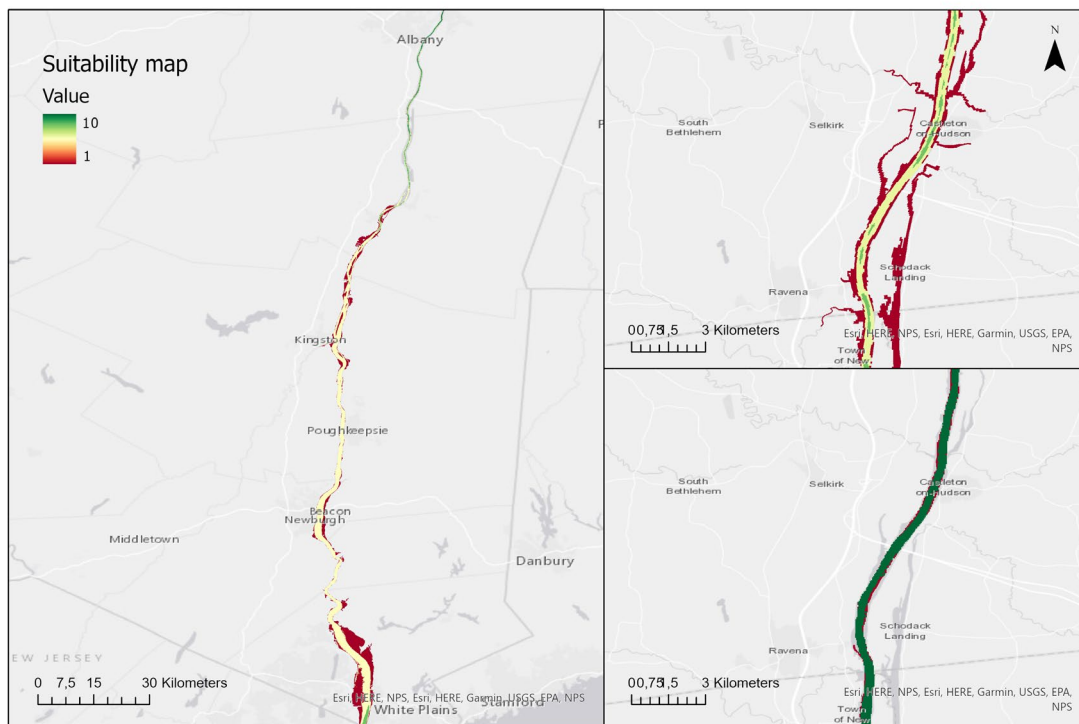 Suitability map
Value
10
1
Albany
Kingston
Poughkeepsie
Beacon
Newburgh
Middletown
Danbury
EW JERSEY
0 7,5 15 30 Kilometers
Esri, HERE, NPS, Esri, HERE, Garmin, USGS, EPA, NPS
White Plains
Stamford
P
N
South
Bethlehem
Selkirk
Castleton
on-Hudson
Schodack
Landing
Ravena
00,751,5 3 Kilometers
Esri, HERE, NPS, Esri, HERE, Garmin, USGS, EPA,
NPS
Town
of New
South
Bethlehem
Selkirk
Castleton
on-Hudson
Schodack
Landing
Ravena
00,751,5 3 Kilometers
Esri, HERE, NPS, Esri, HERE, Garmin, USGS, EPA,
NPS
Town
of New